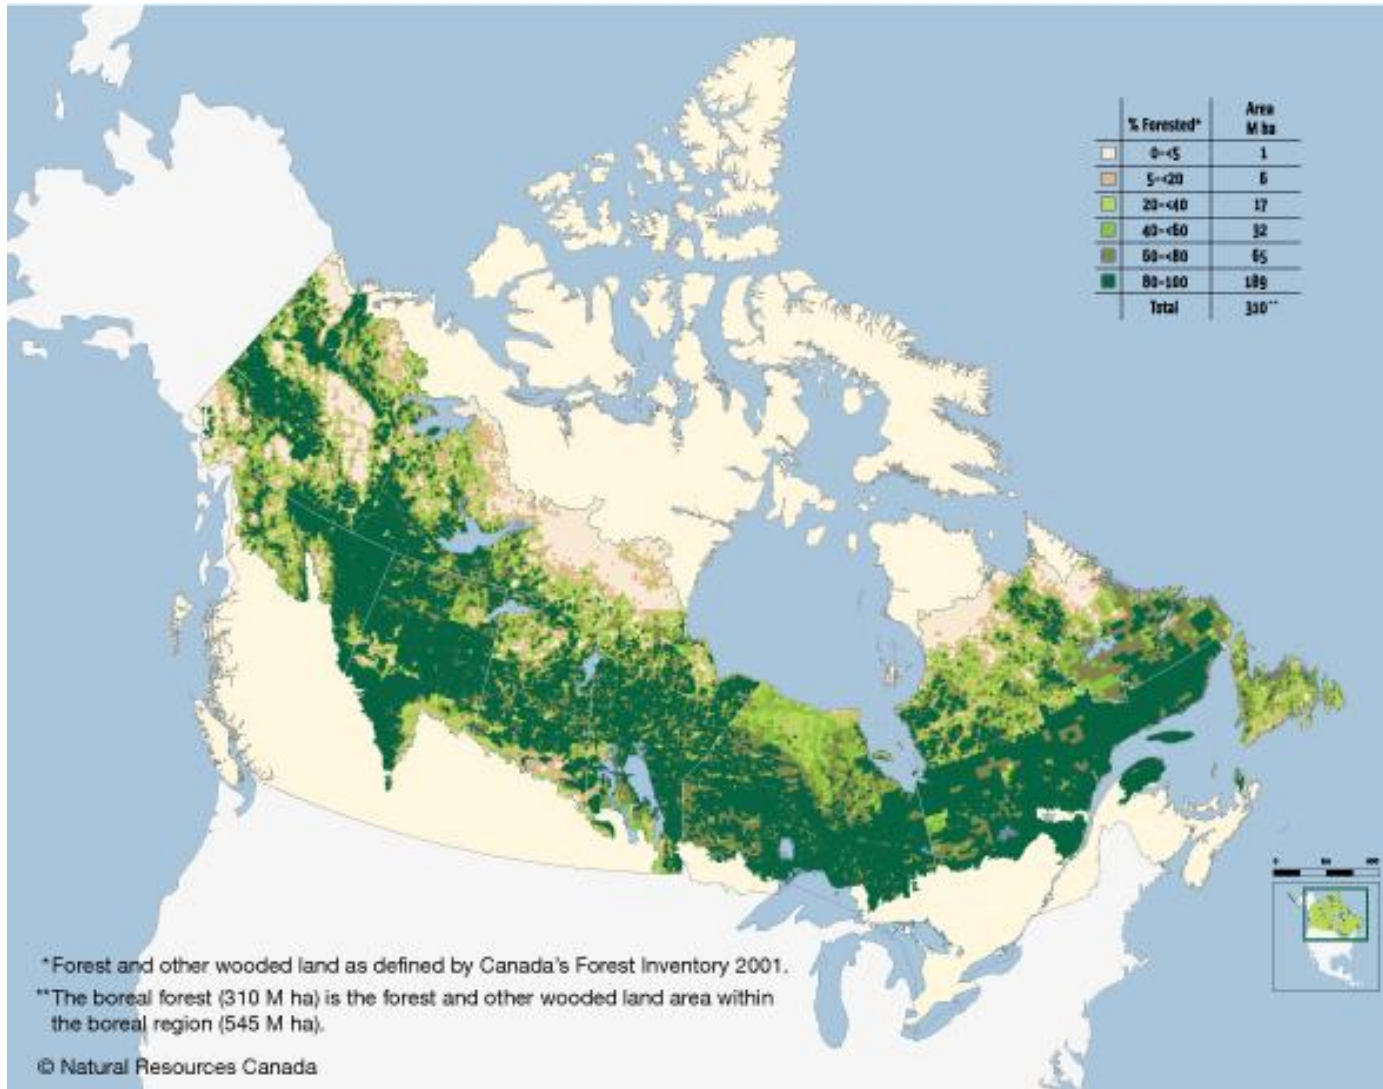 % Forested* Area M ha
0-<5 1
5-<20 6
20-<40 17
40-<60 32
60-<80 65
80-100 189
Total 310**
0
*Forest and other wooded land as defined by Canada's Forest Inventory 2001.
**The boreal forest (310 M ha) is the forest and other wooded land area within
the boreal region (545 M ha).
© Natural Resources Canada